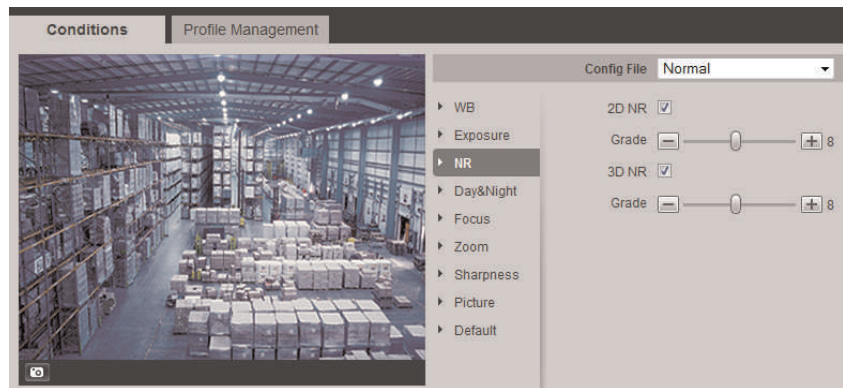 Conditions
Profile Management
Config File Normal
WB
Exposure
NR
Day&Night
Focus
Zoom
Sharpness
Picture
Default
2D NR
Grade 8
3D NR
Grade 8